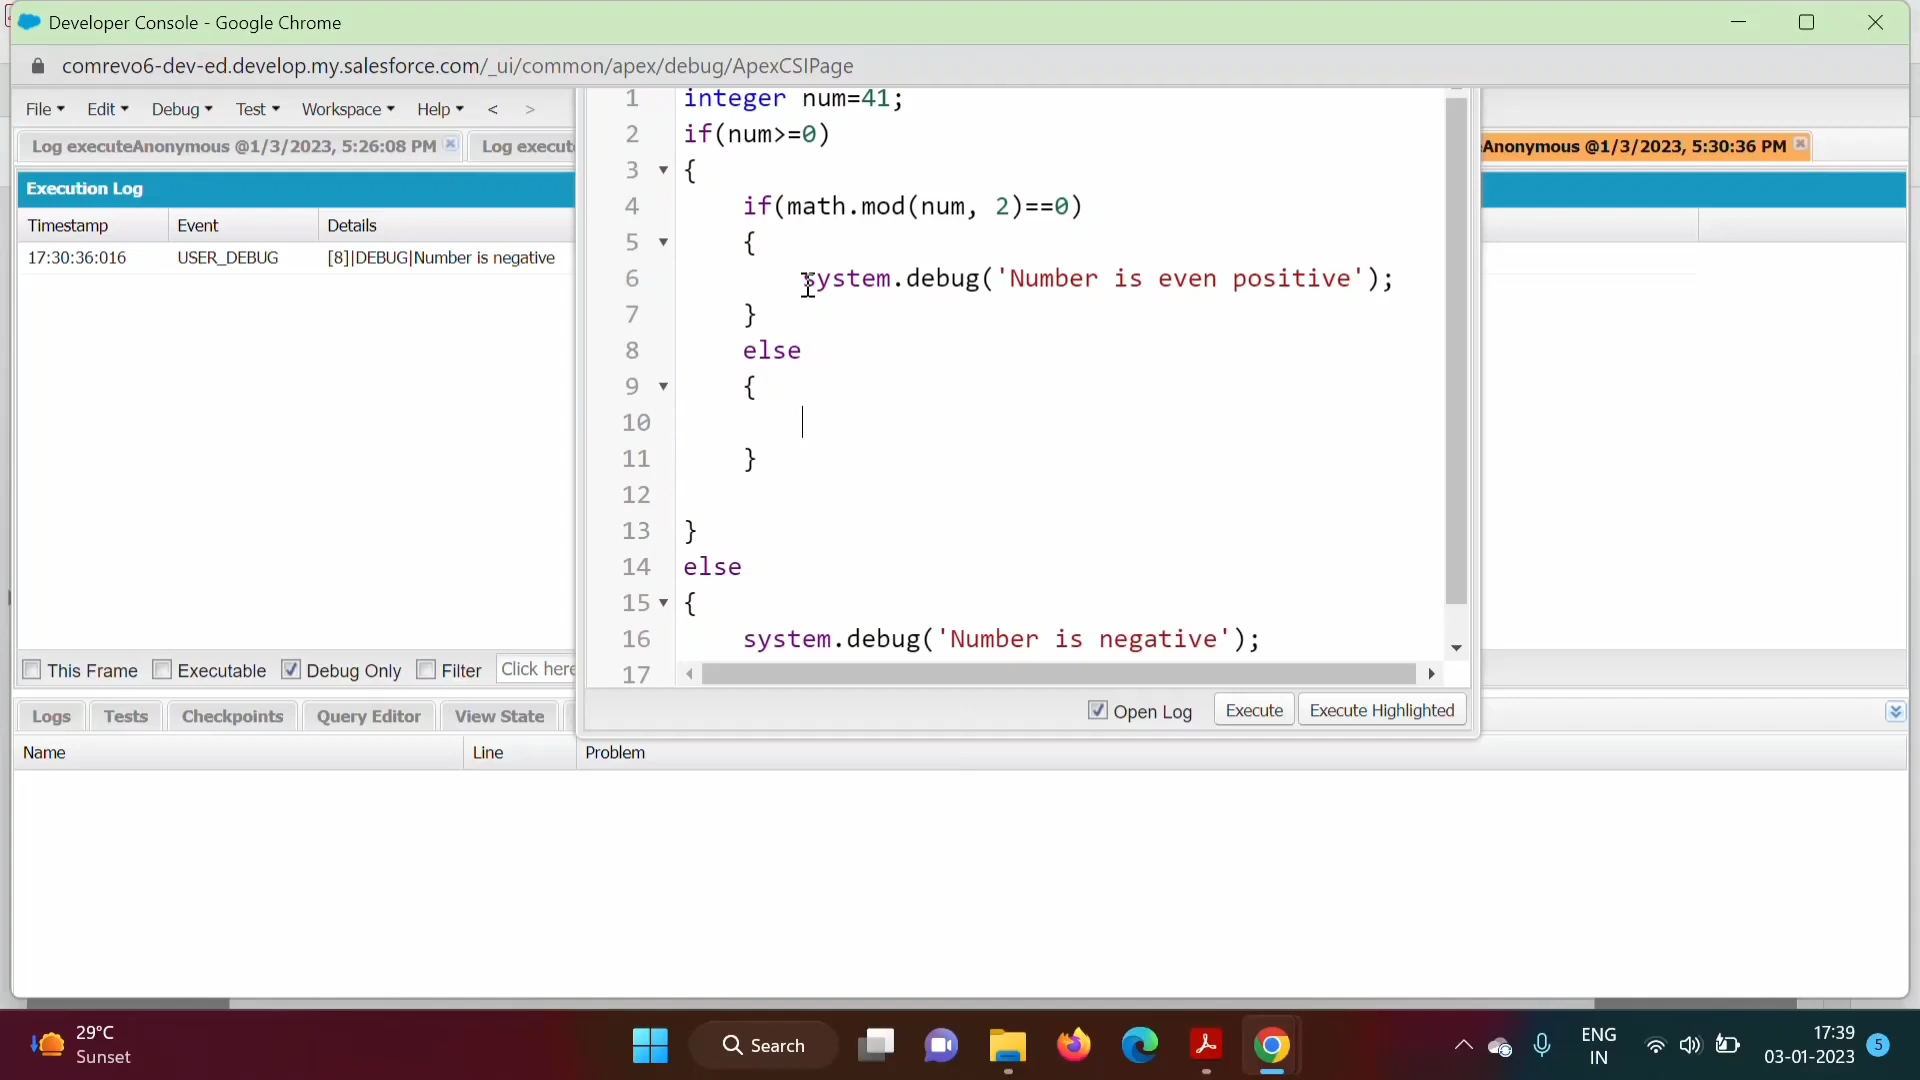 Developer Console - Google Chrome
comrevo6-dev-ed.develop.my.salesforce.com/_ui/common/apex/debug/ApexCSIPage
File Edit Debug Test Workspace Help < >
Log executeAnonymous @1/3/2023, 5:26:08 PM Log execut Anonymous @1/3/2023, 5:30:36 PM
Execution Log
Timestamp Event Details
17:30:36:016 USER_DEBUG [8]|DEBUG|Number is negative
1 integer num=41;
2 if(num>=0)
3 {
4 if(math.mod(num, 2)==0)
5 {
6 system.debug('Number is even positive');
7 }
8 else
9 {
10
11 }
12
13 }
14 else
15 {
16 system.debug('Number is negative');
17
This Frame Executable Debug Only Filter Click here
Open Log Execute Execute Highlighted
Logs Tests Checkpoints Query Editor View State
Name Line Problem
29°C
Sunset
Search
ENG
IN
17:39
03-01-2023
5